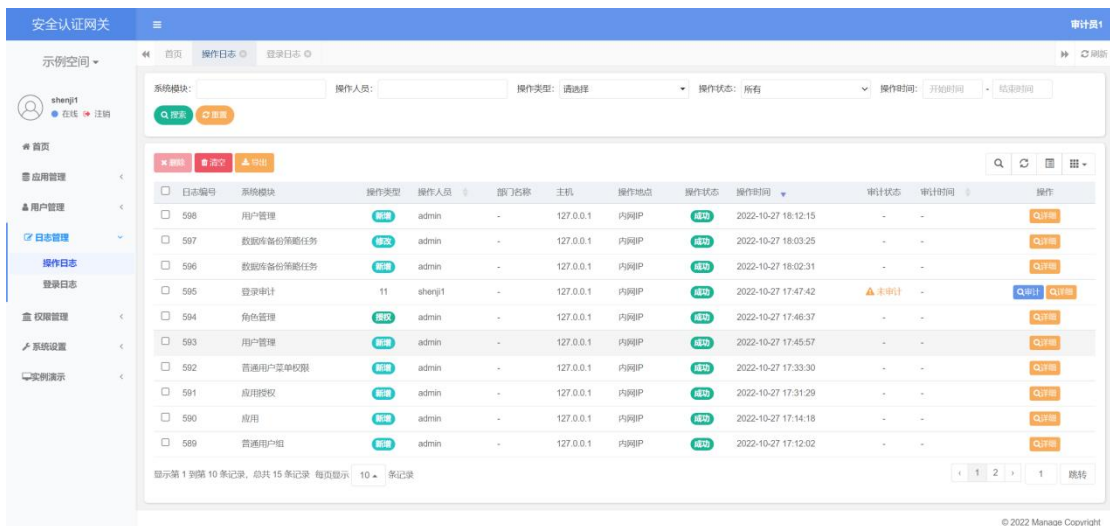 安全认证网关
审计员1
示例空间
首页 操作日志 登录日志 刷新
shenji1
在线 注销
系统模块: 操作人员: 操作类型: 请选择 操作状态: 所有 操作时间: 开始时间 - 结束时间
搜索 重置
首页
应用管理
用户管理
日志管理
操作日志
登录日志
权限管理
系统设置
实例演示
删除 清空 导出
日志编号 系统模块 操作类型 操作人员 部门名称 主机 操作地点 操作状态 操作时间 审计状态 审计时间 操作
598 用户管理 新增 admin - 127.0.0.1 内网IP 成功 2022-10-27 18:12:15 - - 详细
597 数据库备份策略任务 修改 admin - 127.0.0.1 内网IP 成功 2022-10-27 18:03:25 - - 详细
596 数据库备份策略任务 新增 admin - 127.0.0.1 内网IP 成功 2022-10-27 18:02:31 - - 详细
595 登录审计 11 shenji1 - 127.0.0.1 内网IP 成功 2022-10-27 17:47:42 未审计 - 审计 详细
594 角色管理 授权 admin - 127.0.0.1 内网IP 成功 2022-10-27 17:46:37 - - 详细
593 用户管理 新增 admin - 127.0.0.1 内网IP 成功 2022-10-27 17:45:57 - - 详细
592 普通用户菜单权限 新增 admin - 127.0.0.1 内网IP 成功 2022-10-27 17:33:30 - - 详细
591 应用授权 新增 admin - 127.0.0.1 内网IP 成功 2022-10-27 17:31:29 - - 详细
590 应用 新增 admin - 127.0.0.1 内网IP 成功 2022-10-27 17:14:18 - - 详细
589 普通用户组 新增 admin - 127.0.0.1 内网IP 成功 2022-10-27 17:12:02 - - 详细
显示第 1 到第 10 条记录，总共 15 条记录 每页显示 10 条记录 ‹ 1 2 › 1 跳转
© 2022 Manage Copyright